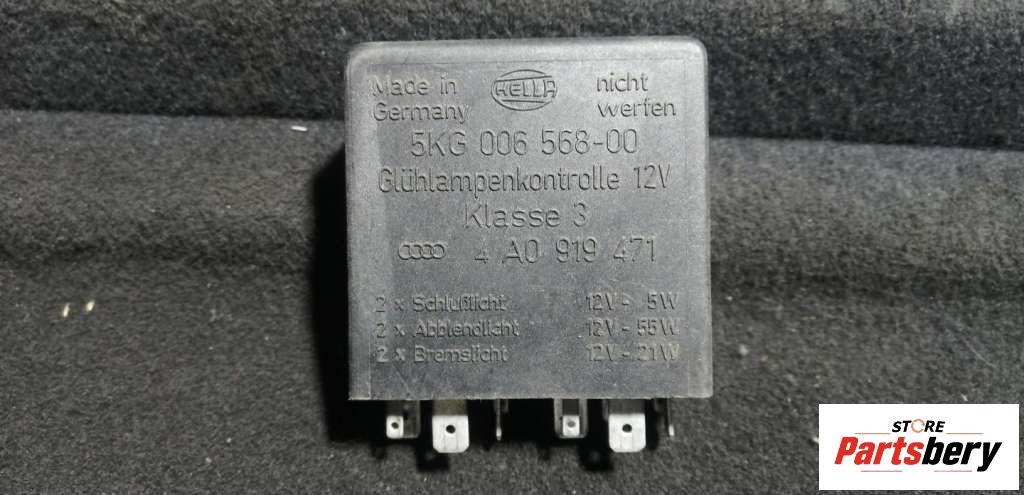 Made in HELLA nicht
Germany werfen
5KG 006 568-00
Glühlampenkontrolle 12V
Klasse 3
4 A0 919 471
2 x Schlußlicht 12V - 5W
2 x Abblendlicht 12V - 55W
2 x Bremslicht 12V - 21W
STORE
Partsbery